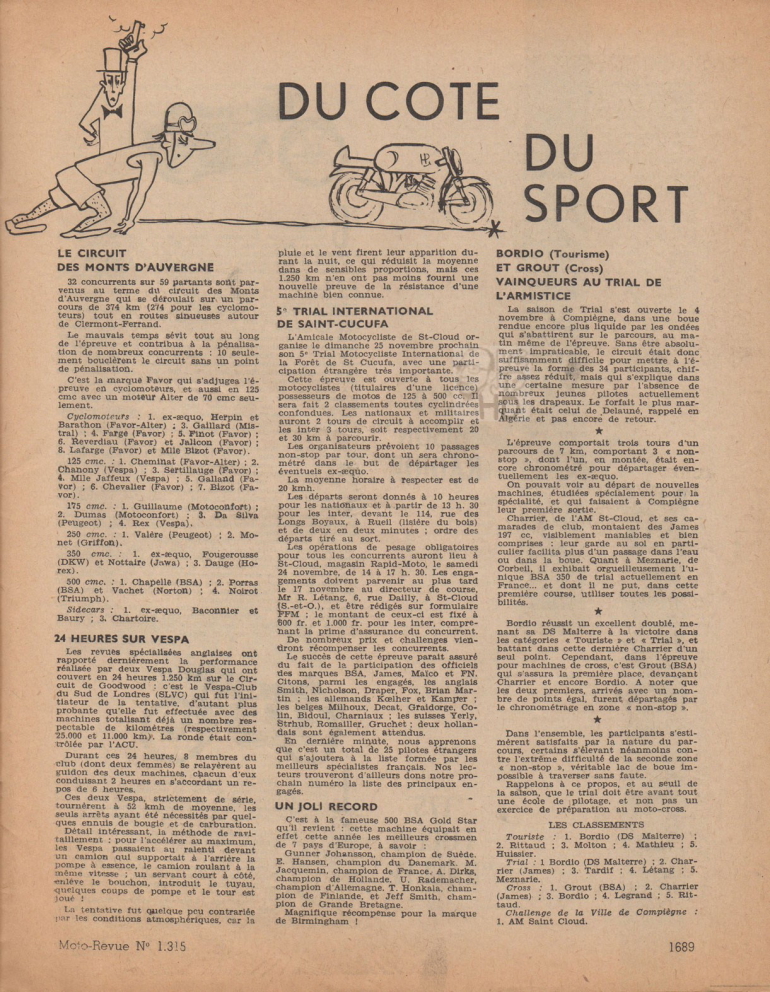 DU COTE
DU
SPORT
LE CIRCUIT
DES MONTS D'AUVERGNE
32 concurrents sur 59 partants sont par-
venus au terme du circuit des Monts
d'Auvergne qui se déroulait sur un par-
cours de 374 km (274 pour les cyclomo-
teurs) tout en routes sinueuses autour
de Clermont-Ferrand.
Le mauvais temps sévit tout au long
de l'épreuve et contribua à la pénalisa-
tion de nombreux concurrents : 10 seule-
ment bouclèrent le circuit sans un point
de pénalisation.
C'est la marque Favor qui s'adjugea l'é-
preuve en cyclomoteurs, et aussi en 125
cmc avec un moteur Alter de 70 cmc seu-
lement.
Cyclomoteurs : 1. ex-æquo, Herpin et
Barathon (Favor-Alter) ; 3. Gaillard (Mis-
tral) ; 4. Farge (Favor) ; 5. Finot (Favor) ;
6. Reverdiau (Favor) et Jalicon (Favor) ;
8. Lafarge (Favor) et Mlle Bizot (Favor).
125 cmc. : 1. Cheminat (Favor-Alter) ; 2.
Chanony (Vespa) ; 3. Sertillauge (Favor) ;
4. Mlle Jaffeux (Vespa) ; 5. Galland (Fa-
vor) ; 6. Chevalier (Favor) ; 7. Bizot (Fa-
vor).
175 cmc. : 1. Guillaume (Motoconfort) ;
2. Dumas (Motoconfort) ; 3. Da Silva
(Peugeot) ; 4. Rex (Vespa).
250 cmc. : 1. Valère (Peugeot) ; 2. Mo-
net (Griffon).
350 cmc. : 1. ex-æquo, Fougerousse
(DKW) et Nottaire (Jawa) ; 3. Dauge (Ho-
rex).
500 cmc. : 1. Chapelle (BSA) ; 2. Porras
(BSA) et Vachet (Norton) ; 4. Noirot
(Triumph).
Sidecars : 1. ex-æquo, Baconnier et
Baury ; 3. Chartoire.
24 HEURES SUR VESPA
Les revues spécialisées anglaises ont
rapporté dernièrement la performance
réalisée par deux Vespa Douglas qui ont
couvert en 24 heures 1.250 km sur le Cir-
cuit de Goodwood : c'est le Vespa-Club
du Sud de Londres (SLVC) qui fut l'ini-
tiateur de la tentative, d'autant plus
probante qu'elle fut effectuée avec des
machines totalisant déjà un nombre res-
pectable de kilomètres (respectivement
25.000 et 11.000 km). La ronde était con-
trôlée par l'ACU.
Durant ces 24 heures, 8 membres du
club (dont deux femmes) se relayèrent au
guidon des deux machines, chacun d'eux
conduisant 2 heures en s'accordant un re-
pos de 6 heures.
Ces deux Vespa, strictement de série,
tournèrent à 52 kmh de moyenne, les
seuls arrêts ayant été nécessités par quel-
ques ennuis de bougie et de carburation.
Détail intéressant, la méthode de ravi-
taillement : pour l'accélérer au maximum,
les Vespa passaient au ralenti devant
un camion qui supportait à l'arrière la
pompe à essence, le camion roulant à la
même vitesse ; un servant court à côté,
enlève le bouchon, introduit le tuyau,
quelques coups de pompe et le tour est
joué !
La tentative fut quelque peu contrariée
par les conditions atmosphériques, car la
pluie et le vent firent leur apparition du-
rant la nuit, ce qui réduisit la moyenne
dans de sensibles proportions, mais ces
1.250 km n'en ont pas moins fourni une
nouvelle preuve de la résistance d'une
machine bien connue.
5e TRIAL INTERNATIONAL
DE SAINT-CUCUFA
L'Amicale Motocycliste de St-Cloud or-
ganise le dimanche 25 novembre prochain
son 5e Trial Motocycliste International de
la Forêt de St Cucufa, avec une parti-
cipation étrangère très importante.
Cette épreuve est ouverte à tous les
motocyclistes (titulaires d'une licence)
possesseurs de motos de 125 à 500 cc. Il
sera fait 2 classements toutes cylindrées
confondues. Les nationaux et militaires
auront 2 tours de circuit à accomplir et
les inter 3 tours, soit respectivement 20
et 30 km à parcourir.
Les organisateurs prévoient 10 passages
non-stop par tour, dont un sera chrono-
métré dans le but de départager les
éventuels ex-æquo.
La moyenne horaire à respecter est de
20 kmh.
Les départs seront donnés à 10 heures
pour les nationaux et à partir de 13 h. 30
pour les inter, devant le 114, rue des
Longs Boyaux, à Rueil (lisière du bois)
et de deux en deux minutes ; ordre des
départs tiré au sort.
Les opérations de pesage obligatoires
pour tous les concurrents auront lieu à
St-Cloud, magasin Rapid-Moto, le samedi
24 novembre, de 14 à 17 h. 30. Les enga-
gements doivent parvenir au plus tard
le 17 novembre au directeur de course,
Mr R. Létang, 6, rue Dailly, à St-Cloud
(S.-et-O.), et être rédigés sur formulaire
FFM : le montant de ceux-ci est fixé à
800 fr. et 1.000 fr. pour les inter, compre-
nant la prime d'assurance du concurrent.
De nombreux prix et challenges vien-
dront récompenser les concurrents.
Le succès de cette épreuve parait assuré
du fait de la participation des officiels
des marques BSA, James, Maïco et FN.
Citons, parmi les engagés, les anglais
Smith, Nicholson, Draper, Fox, Brian Mar-
tin ; les allemands Kœlher et Kamper ;
les belges Milhoux, Decat, Graidorge, Co-
lin, Bidoul, Charniaux ; les suisses Yerly,
Strhub, Romailler, Gruchet ; deux hollan-
dais sont également attendus.
En dernière minute, nous apprenons
que c'est un total de 25 pilotes étrangers
qui s'ajoutera à la liste formée par les
meilleurs spécialistes français. Nos lec-
teurs trouveront d'ailleurs dans notre pro-
chain numéro la liste des principaux en-
gagés.
UN JOLI RECORD
C'est à la fameuse 500 BSA Gold Star
qu'il revient : cette machine équipait en
effet cette année les meilleurs crossmen
de 7 pays d'Europe, à savoir :
Gunner Johansson, champion de Suède.
E. Hansen, champion du Danemark. M.
Jacquemin, champion de France, A. Dirks,
champion de Hollande, U. Rademacher,
champion d'Allemagne. T. Honkala, cham-
pion de Finlande, et Jeff Smith, cham-
pion de Grande Bretagne.
Magnifique récompense pour la marque
de Birmingham !
BORDIO (Tourisme)
ET GROUT (Cross)
VAINQUEURS AU TRIAL DE
L'ARMISTICE
La saison de Trial s'est ouverte le 4
novembre à Compiègne, dans une boue
rendue encore plus liquide par les ondées
qui s'abattirent sur le parcours, au ma-
tin même de l'épreuve. Sans être absolu-
ment impraticable, le circuit était donc
suffisamment difficile pour mettre à l'é-
preuve la forme des 34 participants, chif-
fre assez réduit, mais qui s'explique dans
une certaine mesure par l'absence de
nombreux jeunes pilotes actuellement
sous les drapeaux. Le forfait le plus mar-
quant était celui de Delauné, rappelé en
Algérie et pas encore de retour.
★
L'épreuve comportait trois tours d'un
parcours de 7 km, comportant 3 « non-
stop », dont l'un, en montée, était en-
core chronométré pour départager éven-
tuellement les ex-æquo.
On pouvait voir au départ de nouvelles
machines, étudiées spécialement pour la
spécialité, et qui faisaient à Compiègne
leur première sortie.
Charrier, de l'AM St-Cloud, et ses ca-
marades de club, montaient des James
197 cc, visiblement maniables et bien
comprises ; leur garde au sol en parti-
culier facilita plus d'un passage dans l'eau
ou dans la boue. Quant à Meznarie, de
Corbeil, il exhibait orgueilleusement l'u-
nique BSA 350 de trial actuellement en
France... et dont il ne put, dans cette
première course, utiliser toutes les possi-
bilités.
★
Bordio réussit un excellent doublé, me-
nant sa DS Malterre à la victoire dans
les catégories « Touriste » et « Trial », et
battant dans cette dernière Charrier d'un
seul point. Cependant, dans l'épreuve
pour machines de cross, c'est Grout (BSA)
qui s'assura la première place, devançant
Charrier et encore Bordio. A noter que
les deux premiers, arrivés avec un nom-
bre de points égal, furent départagés par
le chronométrage en zone « non-stop ».
★
Dans l'ensemble, les participants s'esti-
mèrent satisfaits par la nature du par-
cours, certains s'élevant néanmoins con-
tre l'extrême difficulté de la seconde zone
« non-stop », véritable lac de boue im-
possible à traverser sans faute.
Rappelons à ce propos, et au seuil de
la saison, que le trial doit être avant tout
une école de pilotage, et non pas un
exercice de préparation au moto-cross.
LES CLASSEMENTS
Touriste : 1. Bordio (DS Malterre) ;
2. Rittaud ; 3. Molton ; 4. Mathieu ; 5.
Huissier.
Trial : 1 Bordio (DS Malterre) ; 2. Char-
rier (James) ; 3. Tardif ; 4. Létang ; 5.
Meznarie.
Cross : 1. Grout (BSA) ; 2. Charrier
(James) ; 3. Bordio ; 4. Legrand ; 5. Rit-
taud.
Challenge de la Ville de Compiègne :
1. AM Saint Cloud.
Moto-Revue N° 1.315
1689